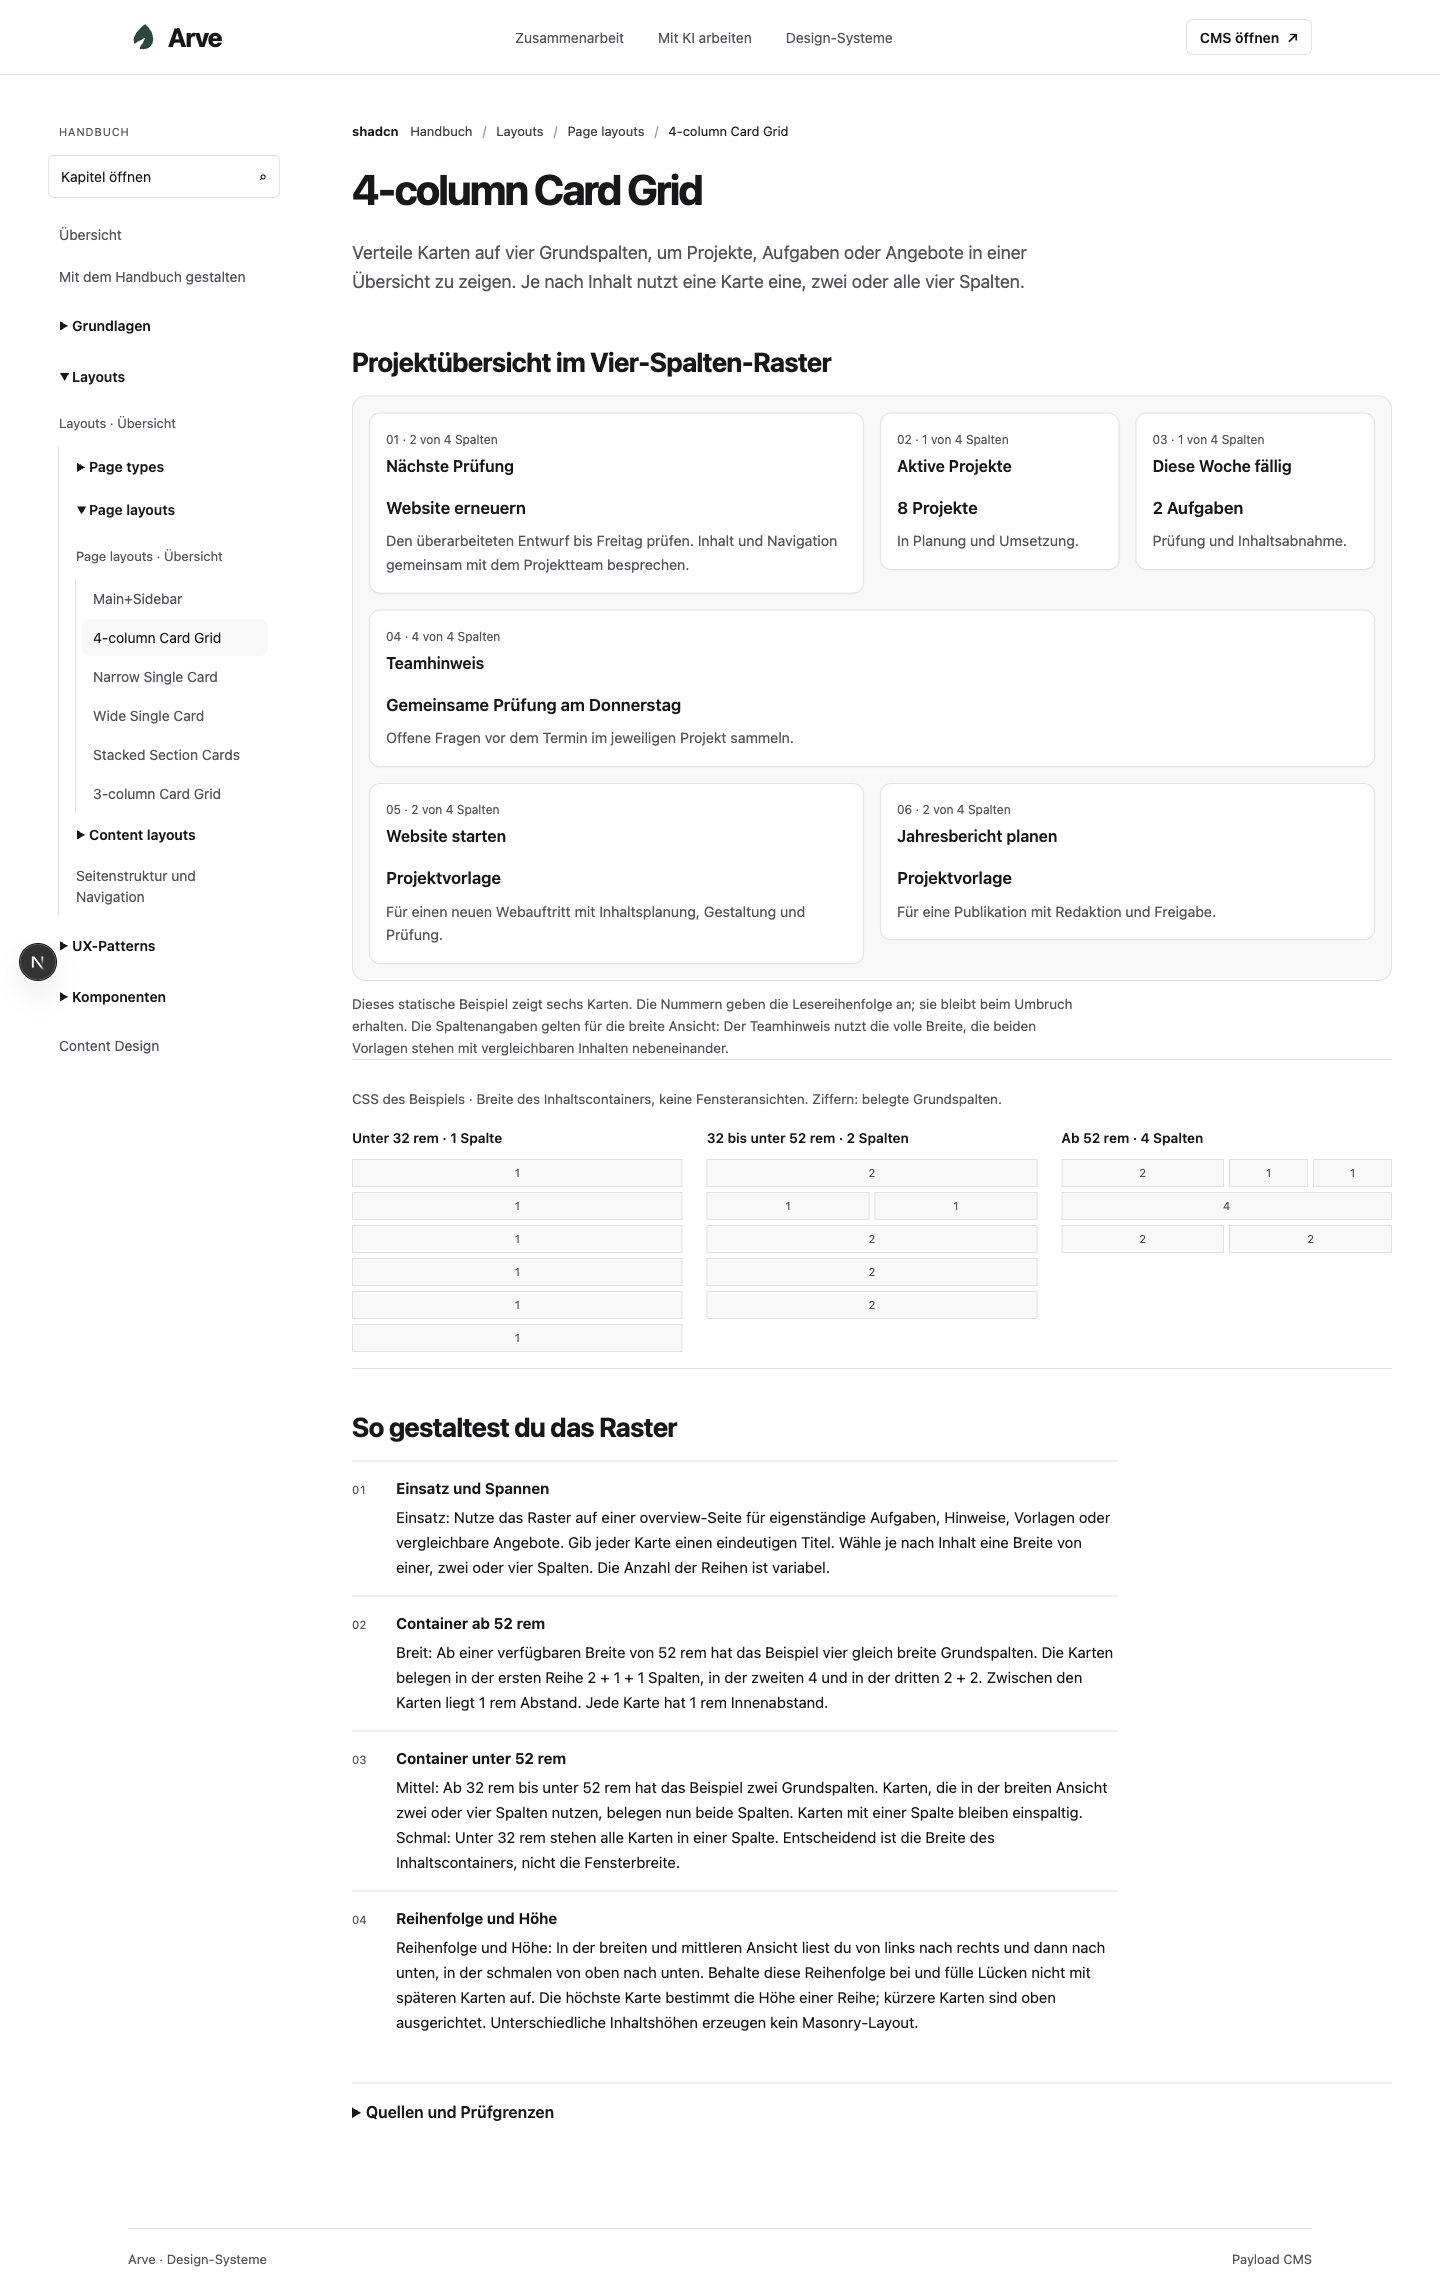 Arve
Zusammenarbeit
Mit KI arbeiten
Design-Systeme
CMS öffnen ↗
HANDBUCH
Kapitel öffnen
Übersicht
Mit dem Handbuch gestalten
Grundlagen
Layouts
Layouts · Übersicht
Page types
Page layouts
Page layouts · Übersicht
Main+Sidebar
4-column Card Grid
Narrow Single Card
Wide Single Card
Stacked Section Cards
3-column Card Grid
Content layouts
Seitenstruktur und
Navigation
UX-Patterns
N
Komponenten
Content Design
shadcn Handbuch / Layouts / Page layouts / 4-column Card Grid
4-column Card Grid
Verteile Karten auf vier Grundspalten, um Projekte, Aufgaben oder Angebote in einer
Übersicht zu zeigen. Je nach Inhalt nutzt eine Karte eine, zwei oder alle vier Spalten.
Projektübersicht im Vier-Spalten-Raster
01 · 2 von 4 Spalten
Nächste Prüfung
Website erneuern
Den überarbeiteten Entwurf bis Freitag prüfen. Inhalt und Navigation
gemeinsam mit dem Projektteam besprechen.
02 · 1 von 4 Spalten
Aktive Projekte
8 Projekte
In Planung und Umsetzung.
03 · 1 von 4 Spalten
Diese Woche fällig
2 Aufgaben
Prüfung und Inhaltsabnahme.
04 · 4 von 4 Spalten
Teamhinweis
Gemeinsame Prüfung am Donnerstag
Offene Fragen vor dem Termin im jeweiligen Projekt sammeln.
05 · 2 von 4 Spalten
Website starten
Projektvorlage
Für einen neuen Webauftritt mit Inhaltsplanung, Gestaltung und
Prüfung.
06 · 2 von 4 Spalten
Jahresbericht planen
Projektvorlage
Für eine Publikation mit Redaktion und Freigabe.
Dieses statische Beispiel zeigt sechs Karten. Die Nummern geben die Lesereihenfolge an; sie bleibt beim Umbruch
erhalten. Die Spaltenangaben gelten für die breite Ansicht: Der Teamhinweis nutzt die volle Breite, die beiden
Vorlagen stehen mit vergleichbaren Inhalten nebeneinander.
CSS des Beispiels · Breite des Inhaltscontainers, keine Fensteransichten. Ziffern: belegte Grundspalten.
Unter 32 rem · 1 Spalte
1
1
1
1
1
1
32 bis unter 52 rem · 2 Spalten
2
1 1
2
2
2
Ab 52 rem · 4 Spalten
2 1 1
4
2 2
So gestaltest du das Raster
01 Einsatz und Spannen
Einsatz: Nutze das Raster auf einer overview-Seite für eigenständige Aufgaben, Hinweise, Vorlagen oder
vergleichbare Angebote. Gib jeder Karte einen eindeutigen Titel. Wähle je nach Inhalt eine Breite von
einer, zwei oder vier Spalten. Die Anzahl der Reihen ist variabel.
02 Container ab 52 rem
Breit: Ab einer verfügbaren Breite von 52 rem hat das Beispiel vier gleich breite Grundspalten. Die Karten
belegen in der ersten Reihe 2 + 1 + 1 Spalten, in der zweiten 4 und in der dritten 2 + 2. Zwischen den
Karten liegt 1 rem Abstand. Jede Karte hat 1 rem Innenabstand.
03 Container unter 52 rem
Mittel: Ab 32 rem bis unter 52 rem hat das Beispiel zwei Grundspalten. Karten, die in der breiten Ansicht
zwei oder vier Spalten nutzen, belegen nun beide Spalten. Karten mit einer Spalte bleiben einspaltig.
Schmal: Unter 32 rem stehen alle Karten in einer Spalte. Entscheidend ist die Breite des
Inhaltscontainers, nicht die Fensterbreite.
04 Reihenfolge und Höhe
Reihenfolge und Höhe: In der breiten und mittleren Ansicht liest du von links nach rechts und dann nach
unten, in der schmalen von oben nach unten. Behalte diese Reihenfolge bei und fülle Lücken nicht mit
späteren Karten auf. Die höchste Karte bestimmt die Höhe einer Reihe; kürzere Karten sind oben
ausgerichtet. Unterschiedliche Inhaltshöhen erzeugen kein Masonry-Layout.
Quellen und Prüfgrenzen
Arve · Design-Systeme
Payload CMS